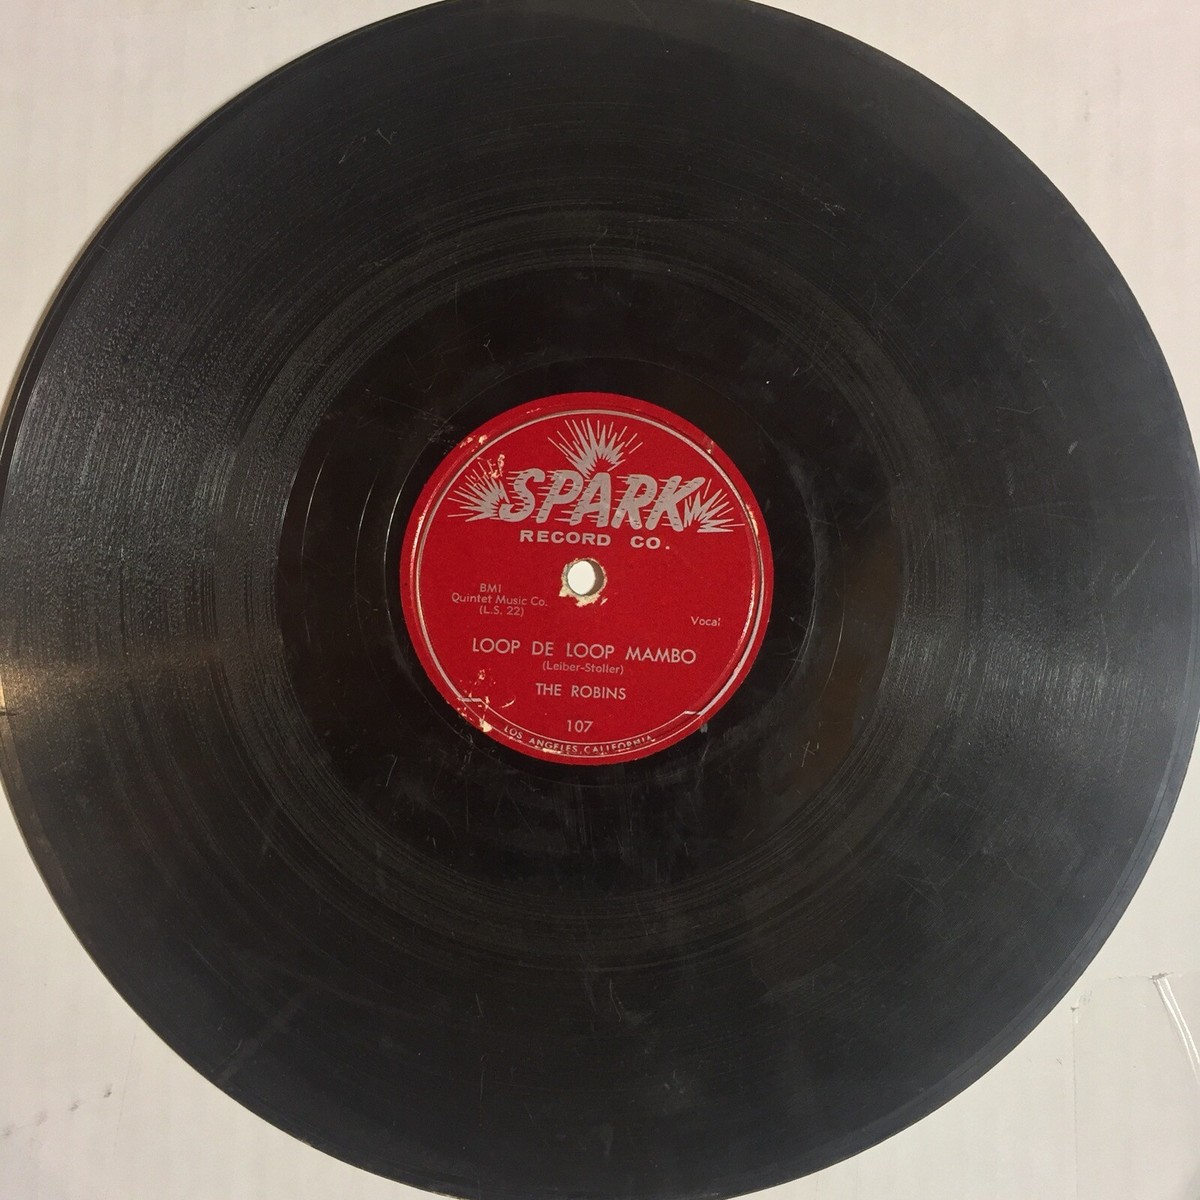 SPARK
RECORD CO.
BMI
Quintet Music Co.
(L.S. 22)
Vocal
LOOP DE LOOP MAMBO
(Leiber-Stoller)
THE ROBINS
107
LOS ANGELES, CALIFORNIA